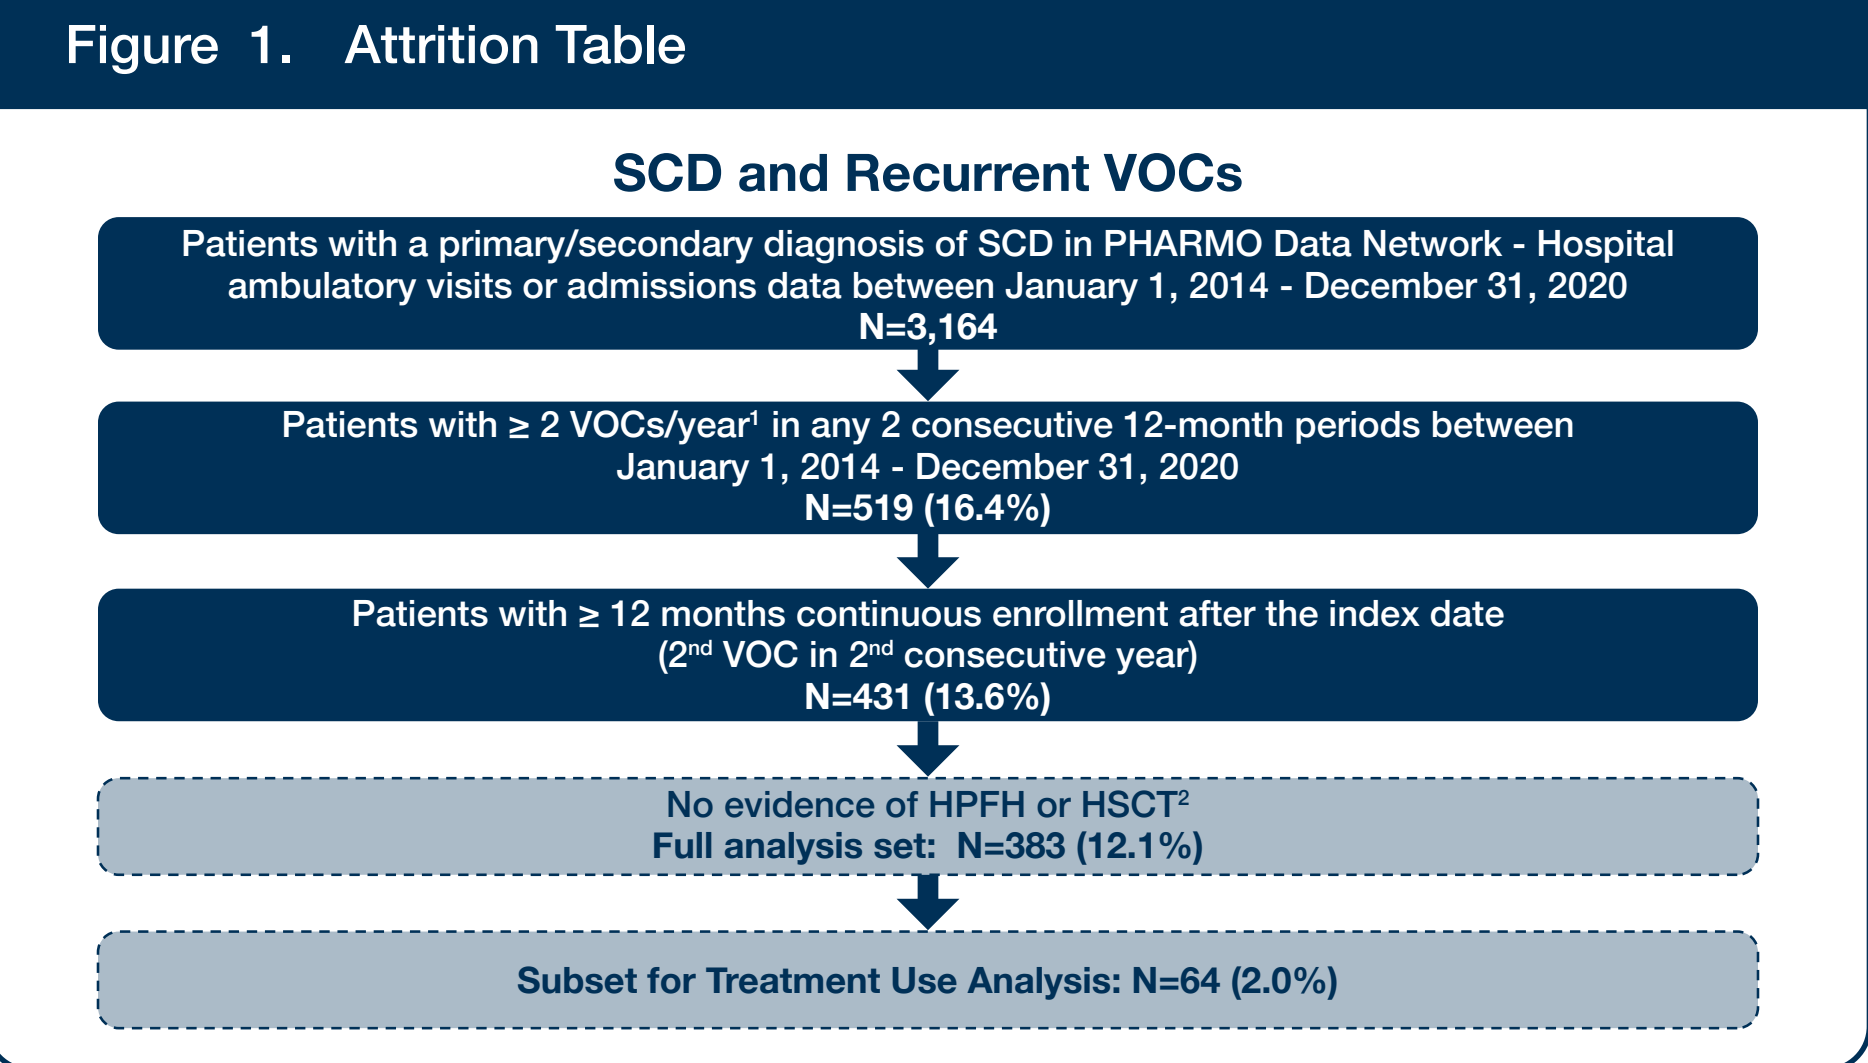 Figure 1. Attrition Table
SCD and Recurrent VOCs
Patients with a primary/secondary diagnosis of SCD in PHARMO Data Network - Hospital
ambulatory visits or admissions data between January 1, 2014 - December 31, 2020
N=3,164
Patients with ≥ 2 VOCs/year¹ in any 2 consecutive 12-month periods between
January 1, 2014 - December 31, 2020
N=519 (16.4%)
Patients with ≥ 12 months continuous enrollment after the index date
(2ⁿᵈ VOC in 2ⁿᵈ consecutive year)
N=431 (13.6%)
No evidence of HPFH or HSCT²
Full analysis set: N=383 (12.1%)
Subset for Treatment Use Analysis: N=64 (2.0%)